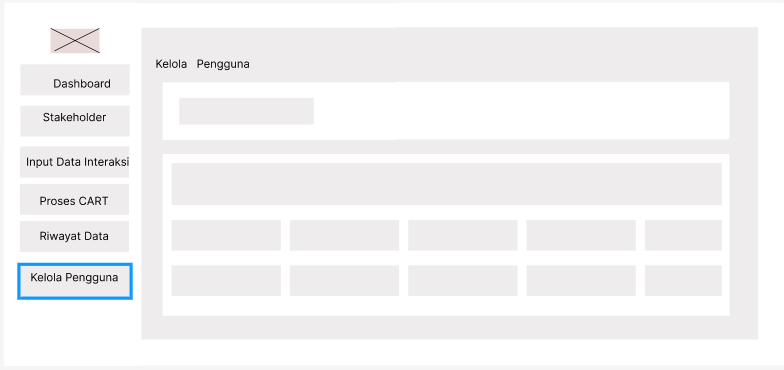 Dashboard
Stakeholder
Input Data Interaksi
Proses CART
Riwayat Data
Kelola Pengguna
Kelola Pengguna